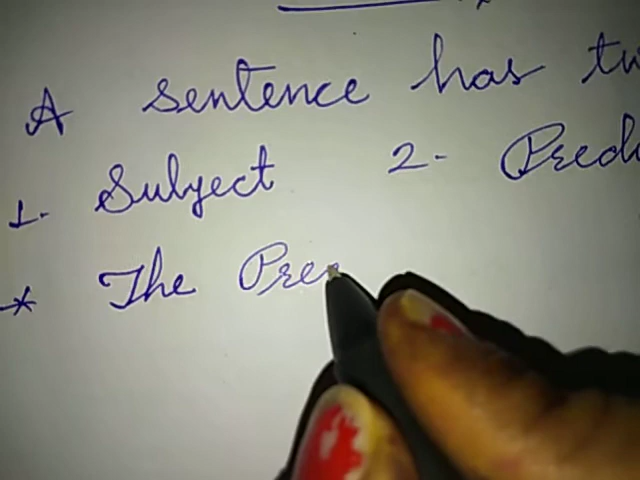 A sentence has
1. Subject 2-
* The